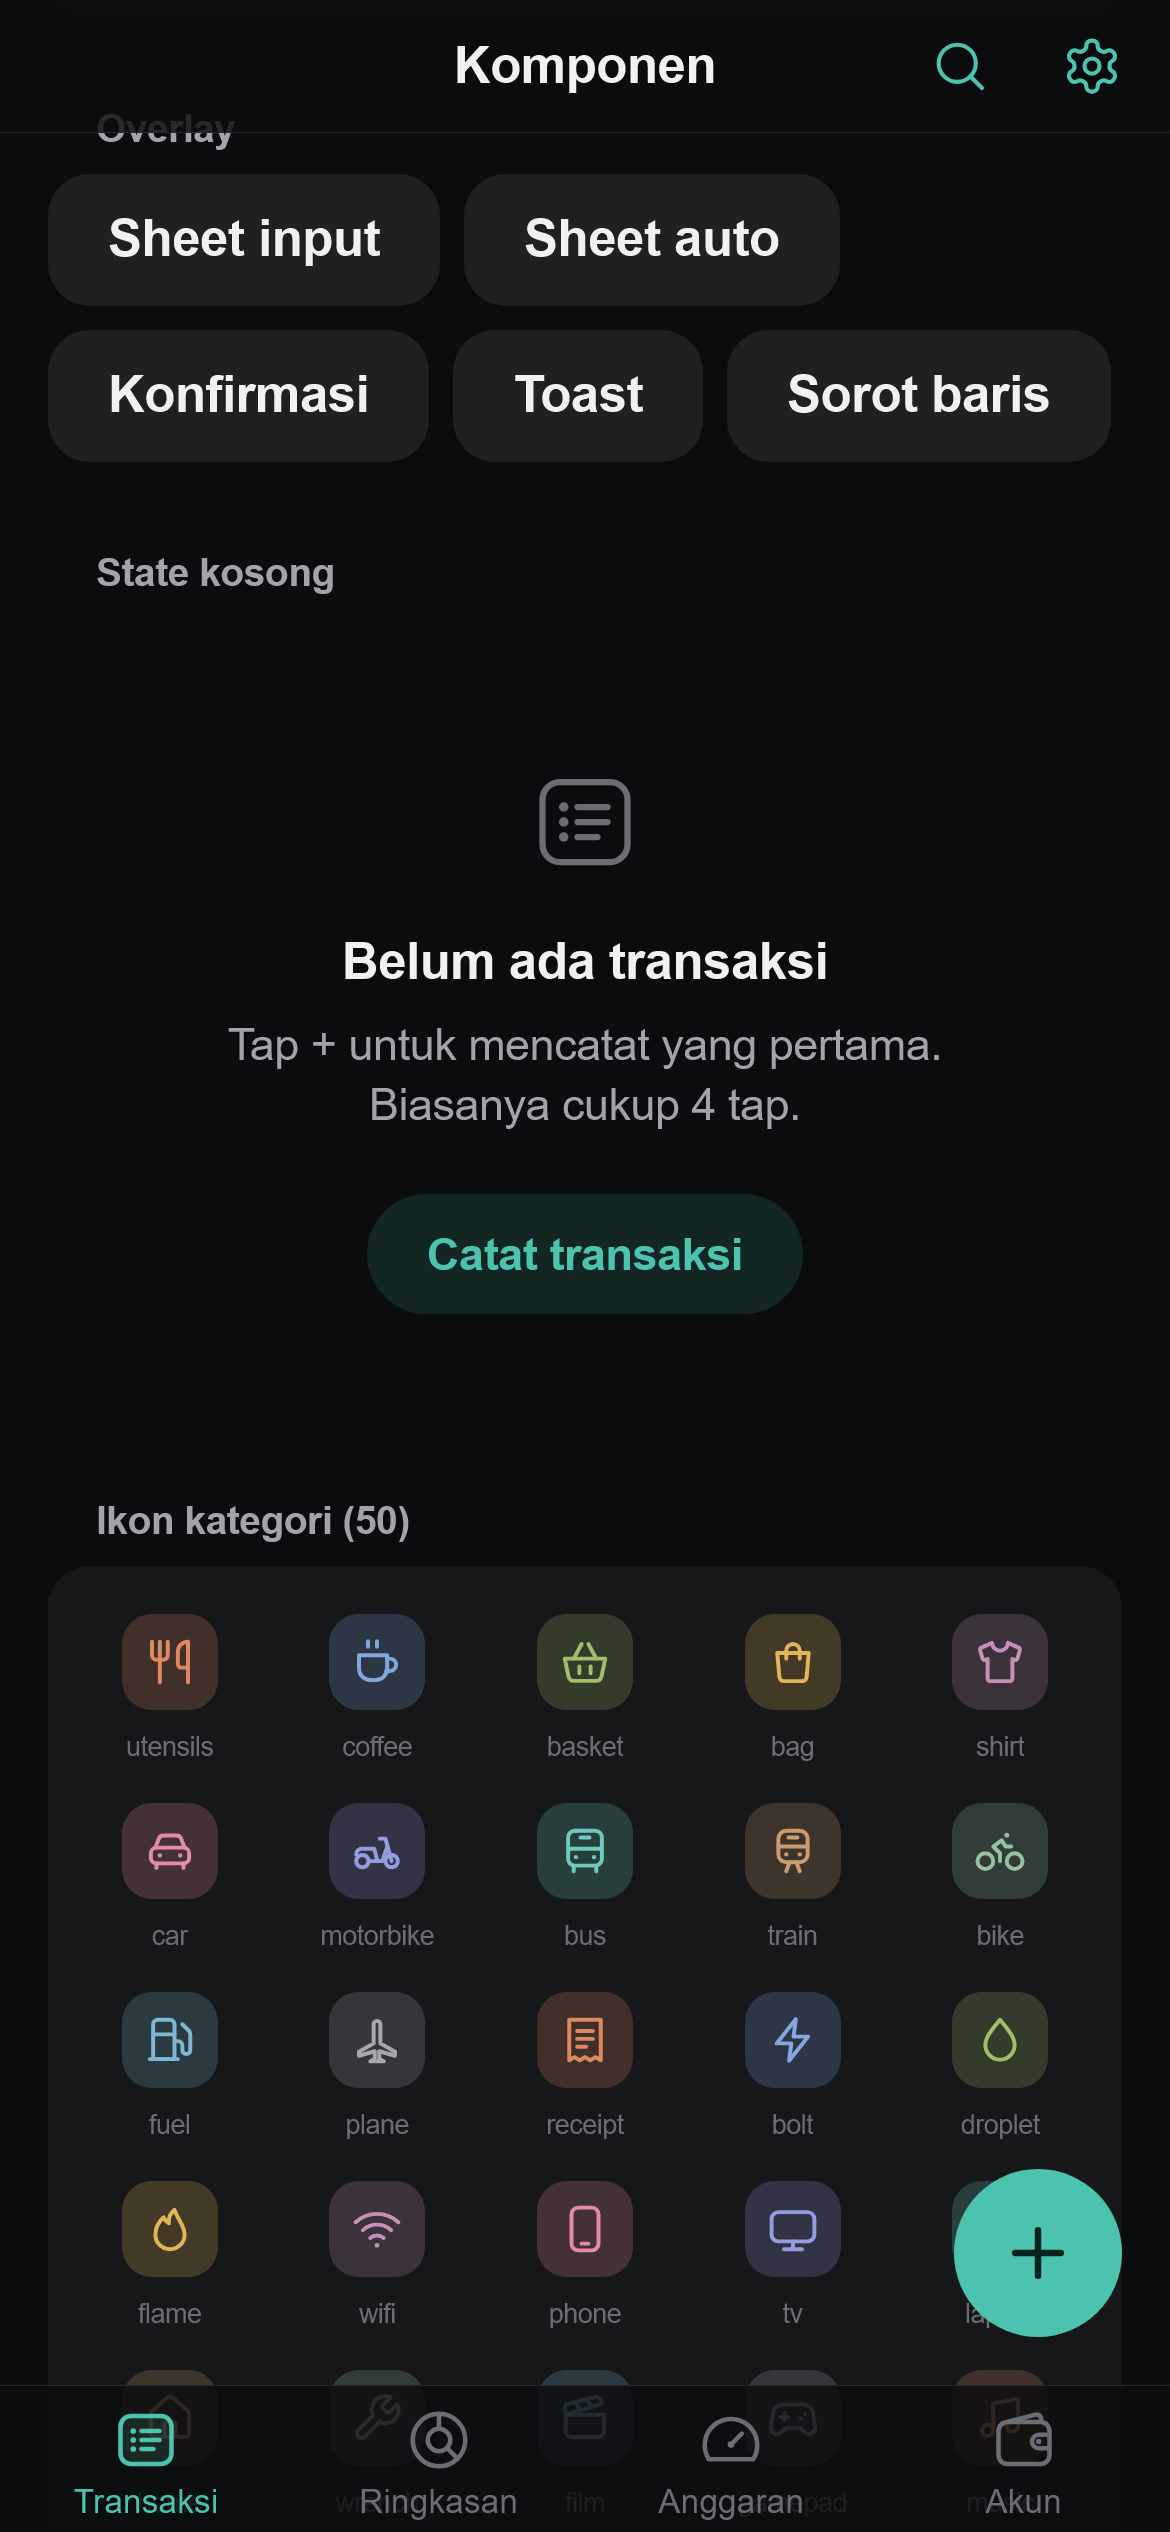 Komponen
Overlay
Sheet input
Sheet auto
Konfirmasi
Toast
Sorot baris
State kosong
Belum ada transaksi
Tap + untuk mencatat yang pertama.
Biasanya cukup 4 tap.
Catat transaksi
Ikon kategori (50)
utensils
coffee
basket
bag
shirt
car
motorbike
bus
train
bike
fuel
plane
receipt
bolt
droplet
flame
wifi
phone
tv
film
Transaksi
Ringkasan
Anggaran
Akun